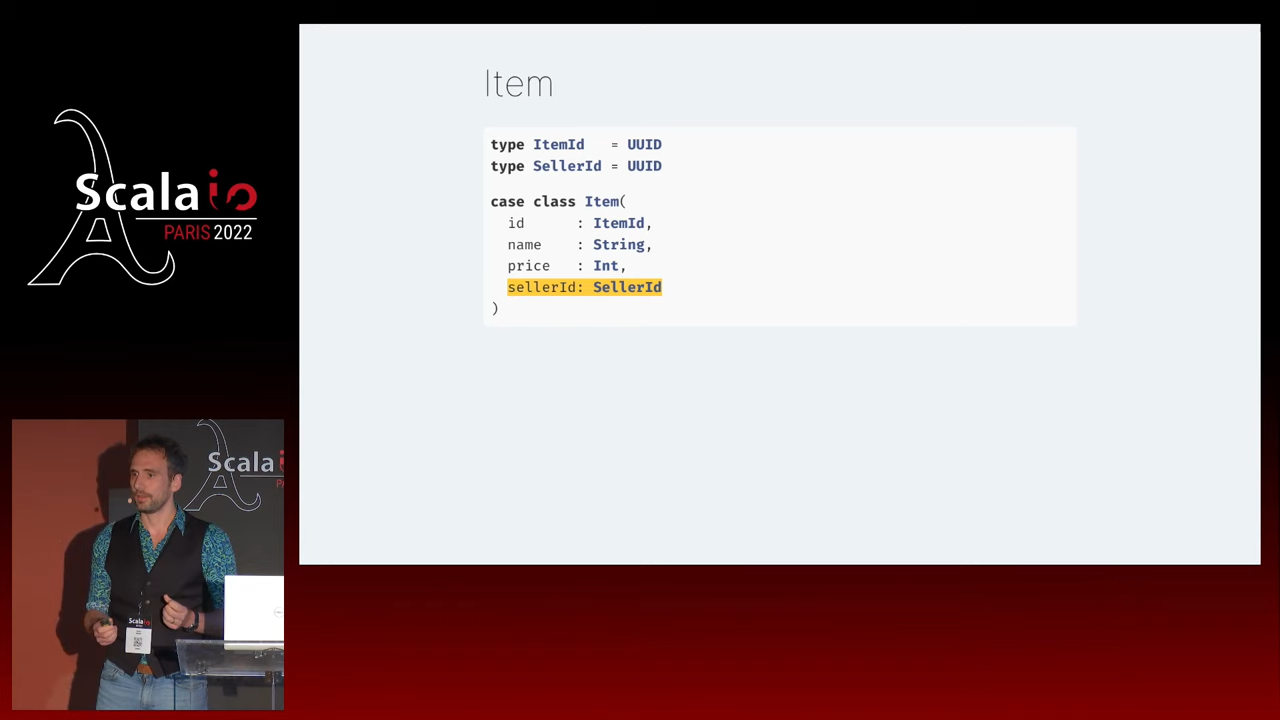 Scala io
PARIS 2022
Item
type ItemId   = UUID
type SellerId = UUID
case class Item(
  id      : ItemId,
  name    : String,
  price   : Int,
  sellerId: SellerId
)
Scala
Scala